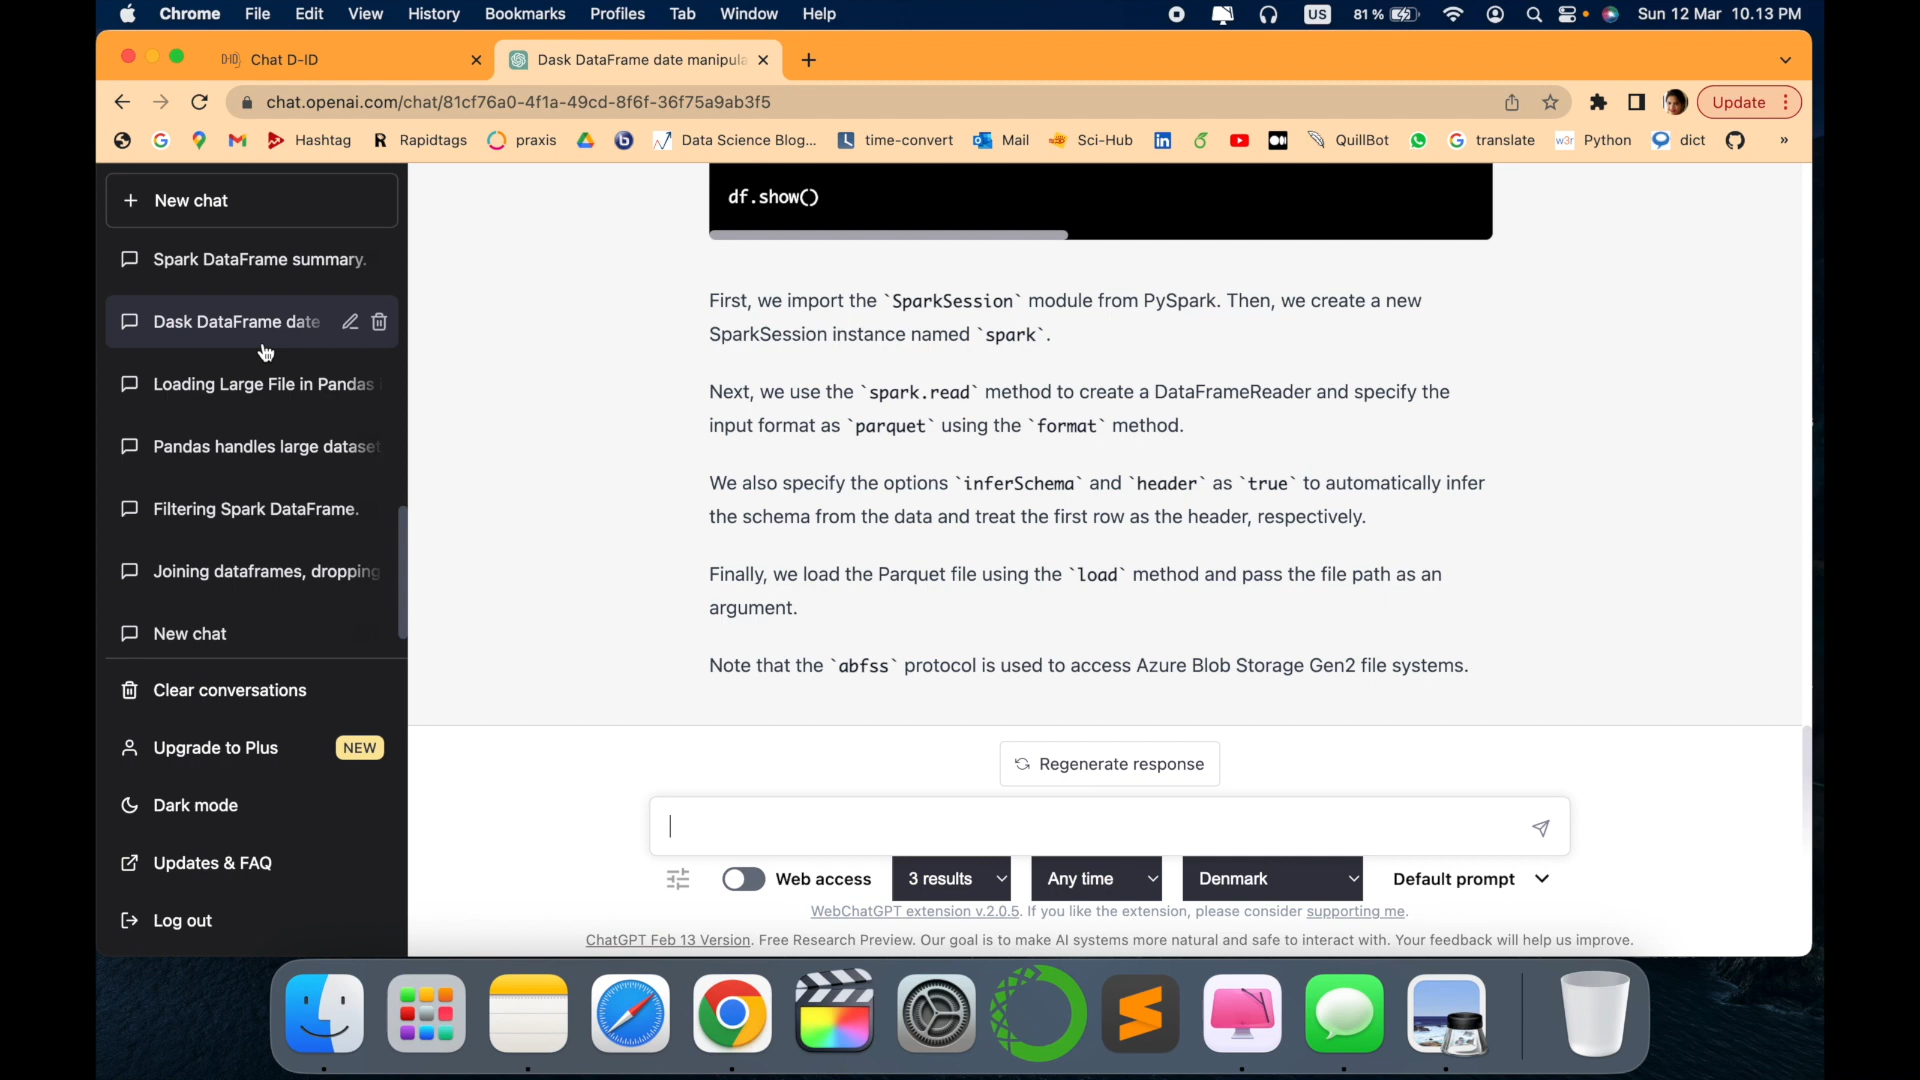 Chrome File Edit View History Bookmarks Profiles Tab Window Help US 81 % Sun 12 Mar 10.13 PM
D-ID Chat D-ID Dask DataFrame date manipula
chat.openai.com/chat/81cf76a0-4f1a-49cd-8f6f-36f75a9ab3f5 Update
Hashtag R Rapidtags praxis Data Science Blog... time-convert Mail Sci-Hub QuillBot translate w3r Python dict »
+ New chat
Spark DataFrame summary.
Dask DataFrame date
Loading Large File in Pandas
Pandas handles large dataset
Filtering Spark DataFrame.
Joining dataframes, dropping
New chat
Clear conversations
Upgrade to Plus NEW
Dark mode
Updates & FAQ
Log out
df.show()
First, we import the `SparkSession` module from PySpark. Then, we create a new
SparkSession instance named `spark`.
Next, we use the `spark.read` method to create a DataFrameReader and specify the
input format as `parquet` using the `format` method.
We also specify the options `inferSchema` and `header` as `true` to automatically infer
the schema from the data and treat the first row as the header, respectively.
Finally, we load the Parquet file using the `load` method and pass the file path as an
argument.
Note that the `abfss` protocol is used to access Azure Blob Storage Gen2 file systems.
Regenerate response
Web access 3 results Any time Denmark Default prompt
WebChatGPT extension v.2.0.5. If you like the extension, please consider supporting me.
ChatGPT Feb 13 Version. Free Research Preview. Our goal is to make AI systems more natural and safe to interact with. Your feedback will help us improve.